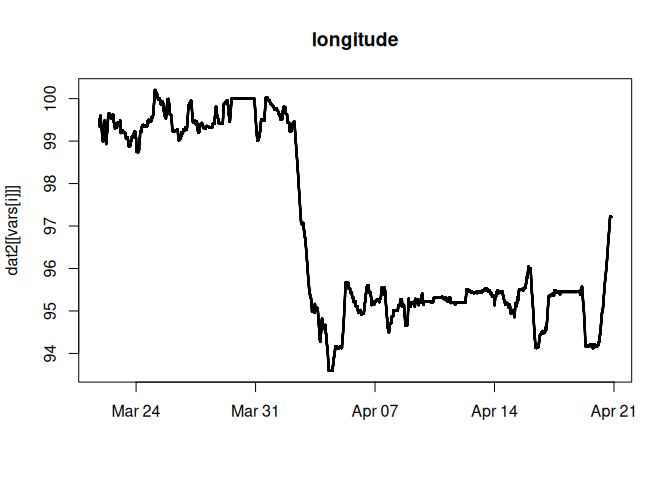 longitude
dat2[[vars[i]]]
100
99
98
97
96
95
94
Mar 24
Mar 31
Apr 07
Apr 14
Apr 21